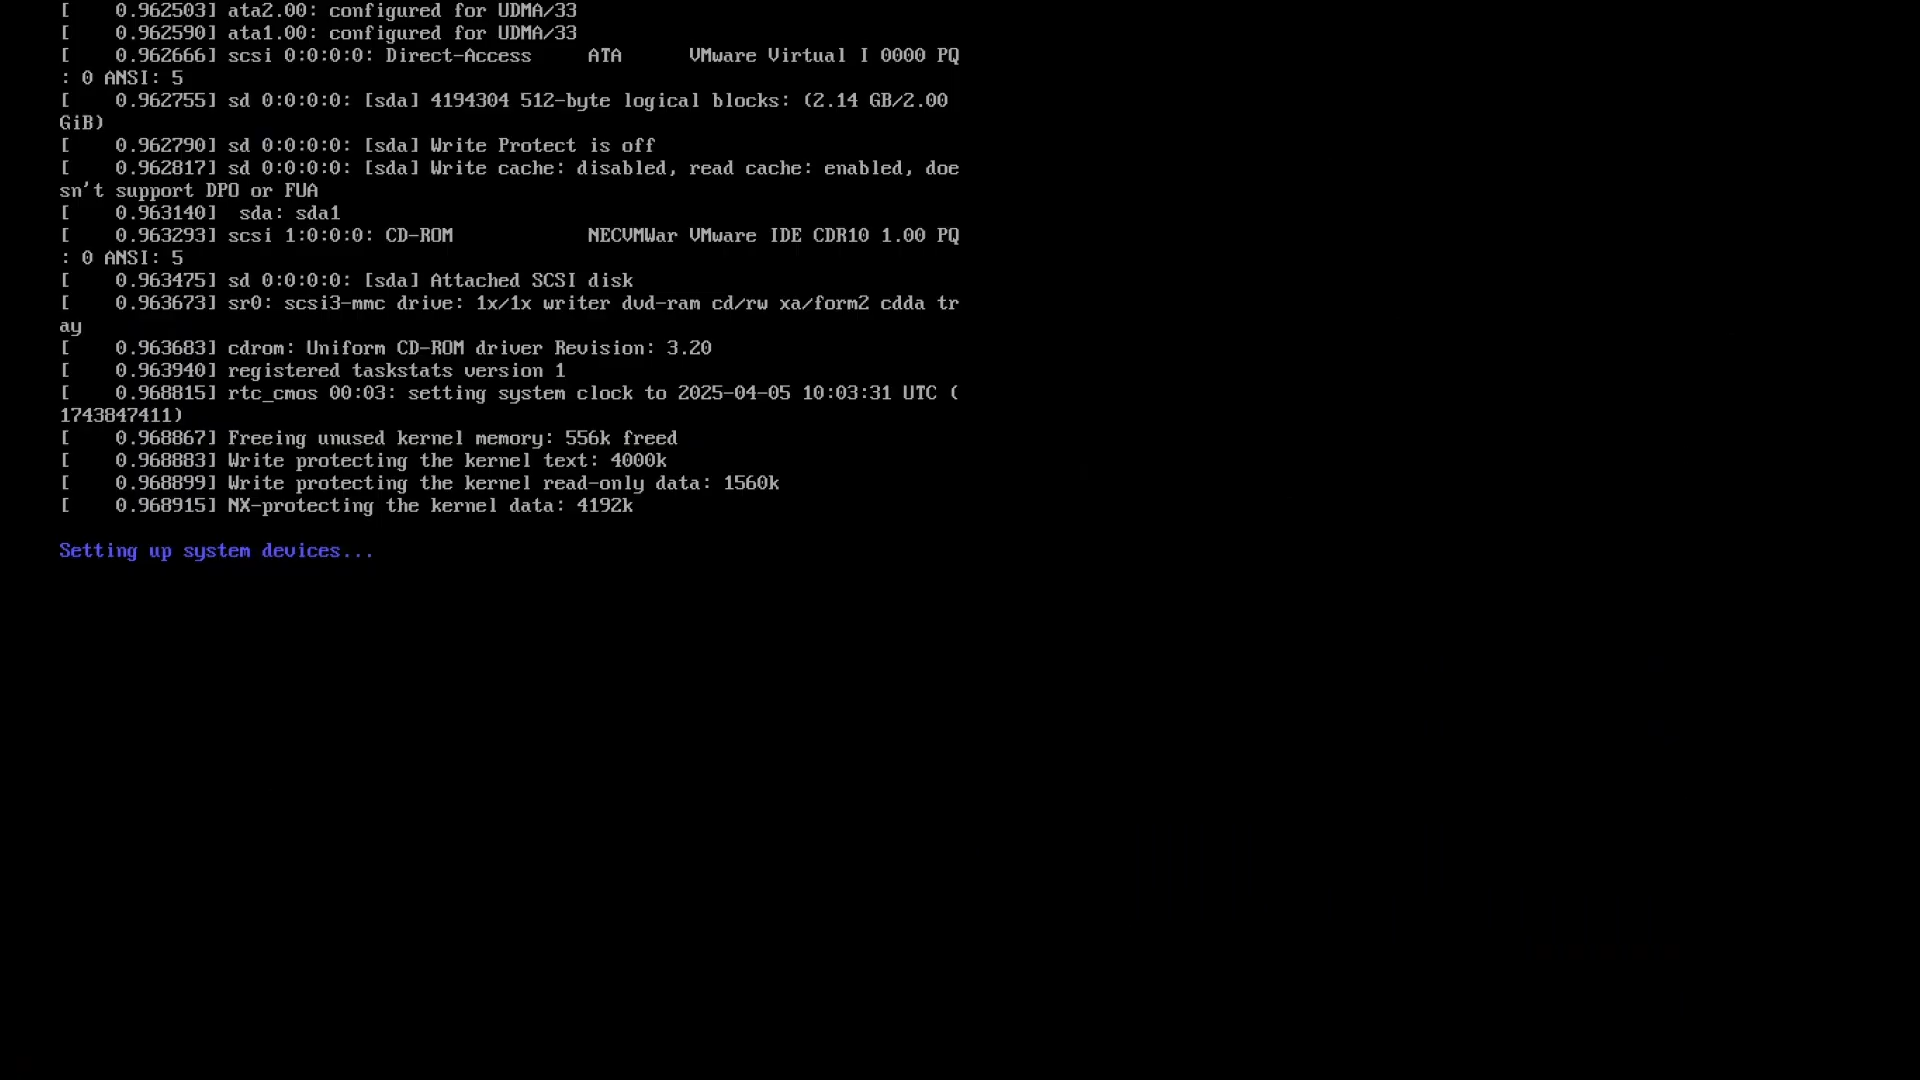 [    0.962503] ata2.00: configured for UDMA/33
[    0.962590] ata1.00: configured for UDMA/33
[    0.962666] scsi 0:0:0:0: Direct-Access     ATA      VMware Virtual I 0000 PQ
: 0 ANSI: 5
[    0.962755] sd 0:0:0:0: [sda] 4194304 512-byte logical blocks: (2.14 GB/2.00
GiB)
[    0.962790] sd 0:0:0:0: [sda] Write Protect is off
[    0.962817] sd 0:0:0:0: [sda] Write cache: disabled, read cache: enabled, doe
sn't support DPO or FUA
[    0.963140]  sda: sda1
[    0.963293] scsi 1:0:0:0: CD-ROM            NECVMWar VMware IDE CDR10 1.00 PQ
: 0 ANSI: 5
[    0.963475] sd 0:0:0:0: [sda] Attached SCSI disk
[    0.963673] sr0: scsi3-mmc drive: 1x/1x writer dvd-ram cd/rw xa/form2 cdda tr
ay
[    0.963683] cdrom: Uniform CD-ROM driver Revision: 3.20
[    0.963940] registered taskstats version 1
[    0.968815] rtc_cmos 00:03: setting system clock to 2025-04-05 10:03:31 UTC (
1743847411)
[    0.968867] Freeing unused kernel memory: 556k freed
[    0.968883] Write protecting the kernel text: 4000k
[    0.968899] Write protecting the kernel read-only data: 1560k
[    0.968915] NX-protecting the kernel data: 4192k
Setting up system devices...